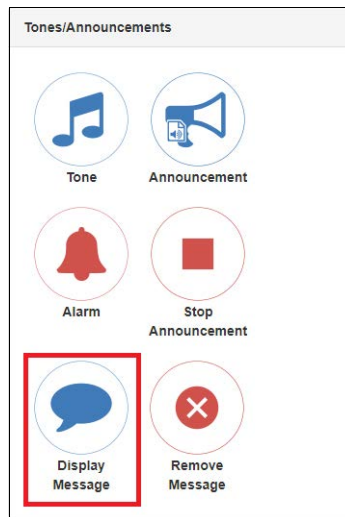 Tones/Announcements
Tone
Announcement
Alarm
Stop
Announcement
Display
Message
Remove
Message